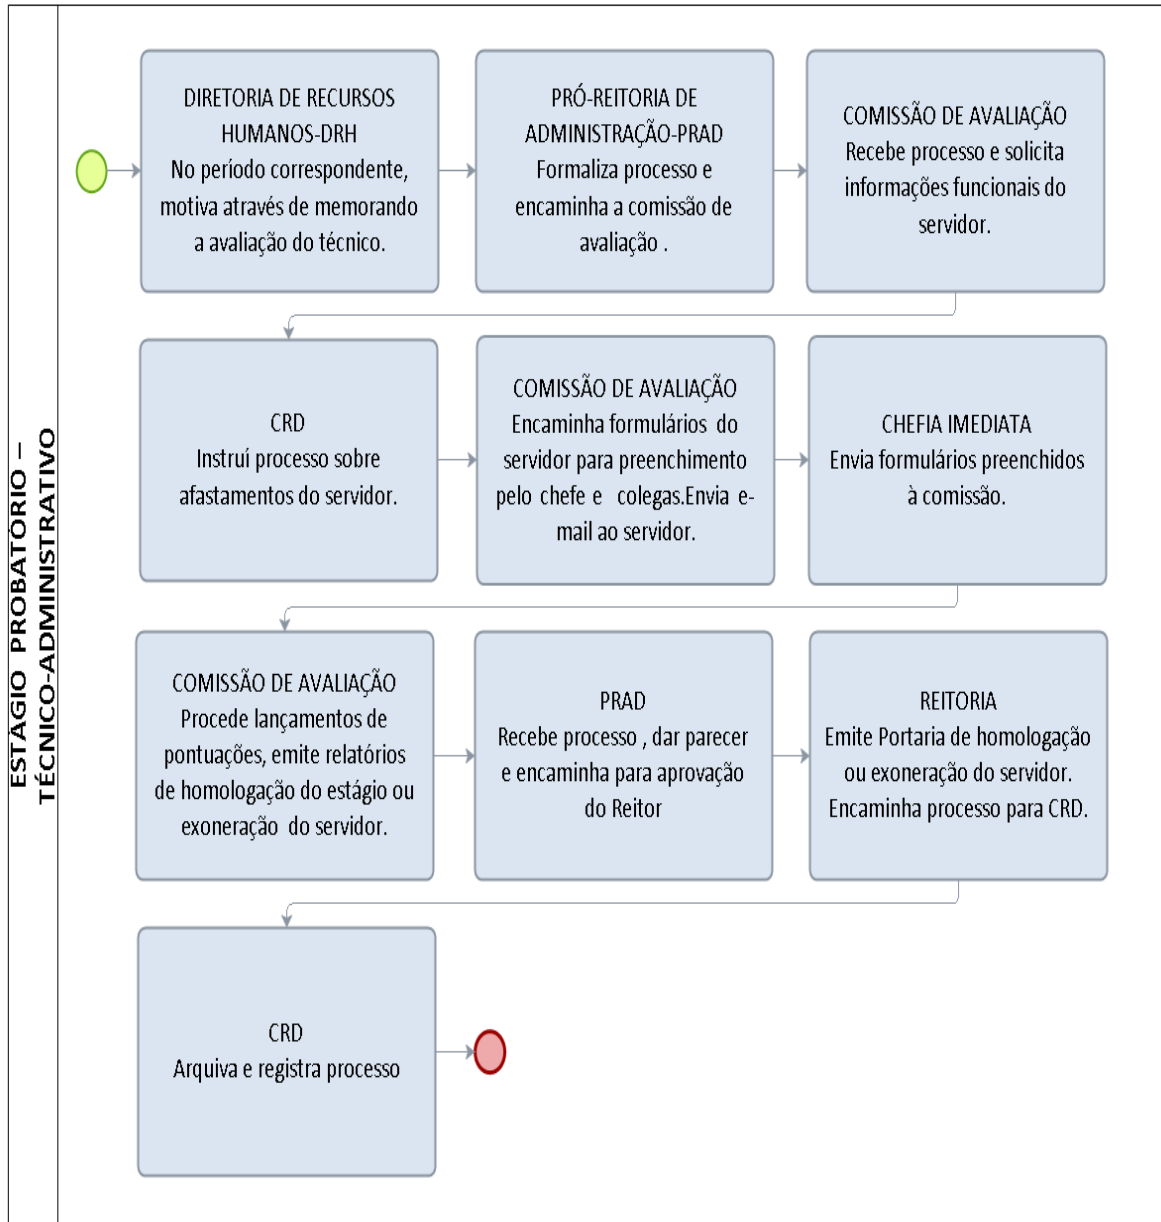 ESTÁGIO PROBATÓRIO –
TÉCNICO-ADMINISTRATIVO
DIRETORIA DE RECURSOS
HUMANOS-DRH
No período correspondente,
motiva através de memorando
a avaliação do técnico.
PRÓ-REITORIA DE
ADMINISTRAÇÃO-PRAD
Formaliza processo e
encaminha a comissão de
avaliação .
COMISSÃO DE AVALIAÇÃO
Recebe processo e solicita
informações funcionais do
servidor.
CRD
Instruí processo sobre
afastamentos do servidor.
COMISSÃO DE AVALIAÇÃO
Encaminha formulários do
servidor para preenchimento
pelo chefe e colegas.Envia e-
mail ao servidor.
CHEFIA IMEDIATA
Envia formulários preenchidos
à comissão.
COMISSÃO DE AVALIAÇÃO
Procede lançamentos de
pontuações, emite relatórios
de homologação do estágio ou
exoneração do servidor.
PRAD
Recebe processo , dar parecer
e encaminha para aprovação
do Reitor
REITORIA
Emite Portaria de homologação
ou exoneração do servidor.
Encaminha processo para CRD.
CRD
Arquiva e registra processo